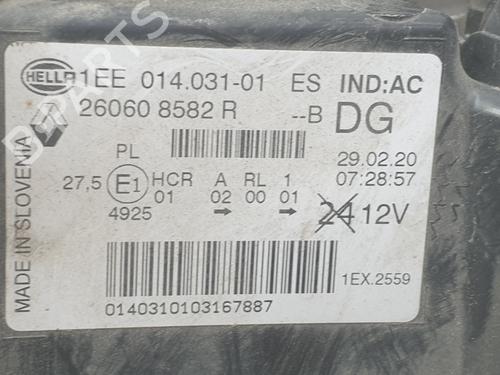 HELLA 1EE 014.031-01 ES IND:AC
26060 8582 R --B DG
PL
29.02.20
27,5 E1 HCR A RL 1 07:28:57
01 02 00 01 24 12V
4925 → → →
MADE IN SLOVENIA
1EX.2559
0140310103167887
B PARTS